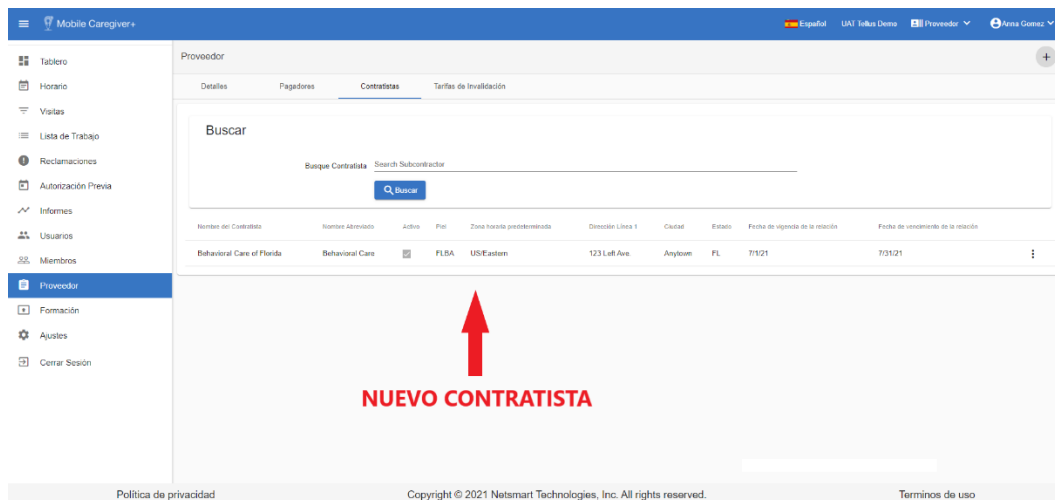 Mobile Caregiver+
Español
UAT Tellus Demo
Proveedor
Anna Gomez
Tablero
Horario
Visitas
Lista de Trabajo
Reclamaciones
Autorización Previa
Informes
Usuarios
Miembros
Proveedor
Formación
Ajustes
Cerrar Sesión
Proveedor
Detalles
Pagadores
Contratistas
Tarifas de Invalidación
Buscar
Busque Contratista
Search Subcontractor
Buscar
Nombre del Contratista
Nombre Abreviado
Activo
Piel
Zona horaria predeterminada
Dirección Línea 1
Ciudad
Estado
Fecha de vigencia de la relación
Fecha de vencimiento de la relación
Behavioral Care of Florida
Behavioral Care
FLBA
US/Eastern
123 Left Ave.
Anytown
FL
7/1/21
7/31/21
NUEVO CONTRATISTA
Política de privacidad
Copyright © 2021 Netsmart Technologies, Inc. All rights reserved.
Terminos de uso